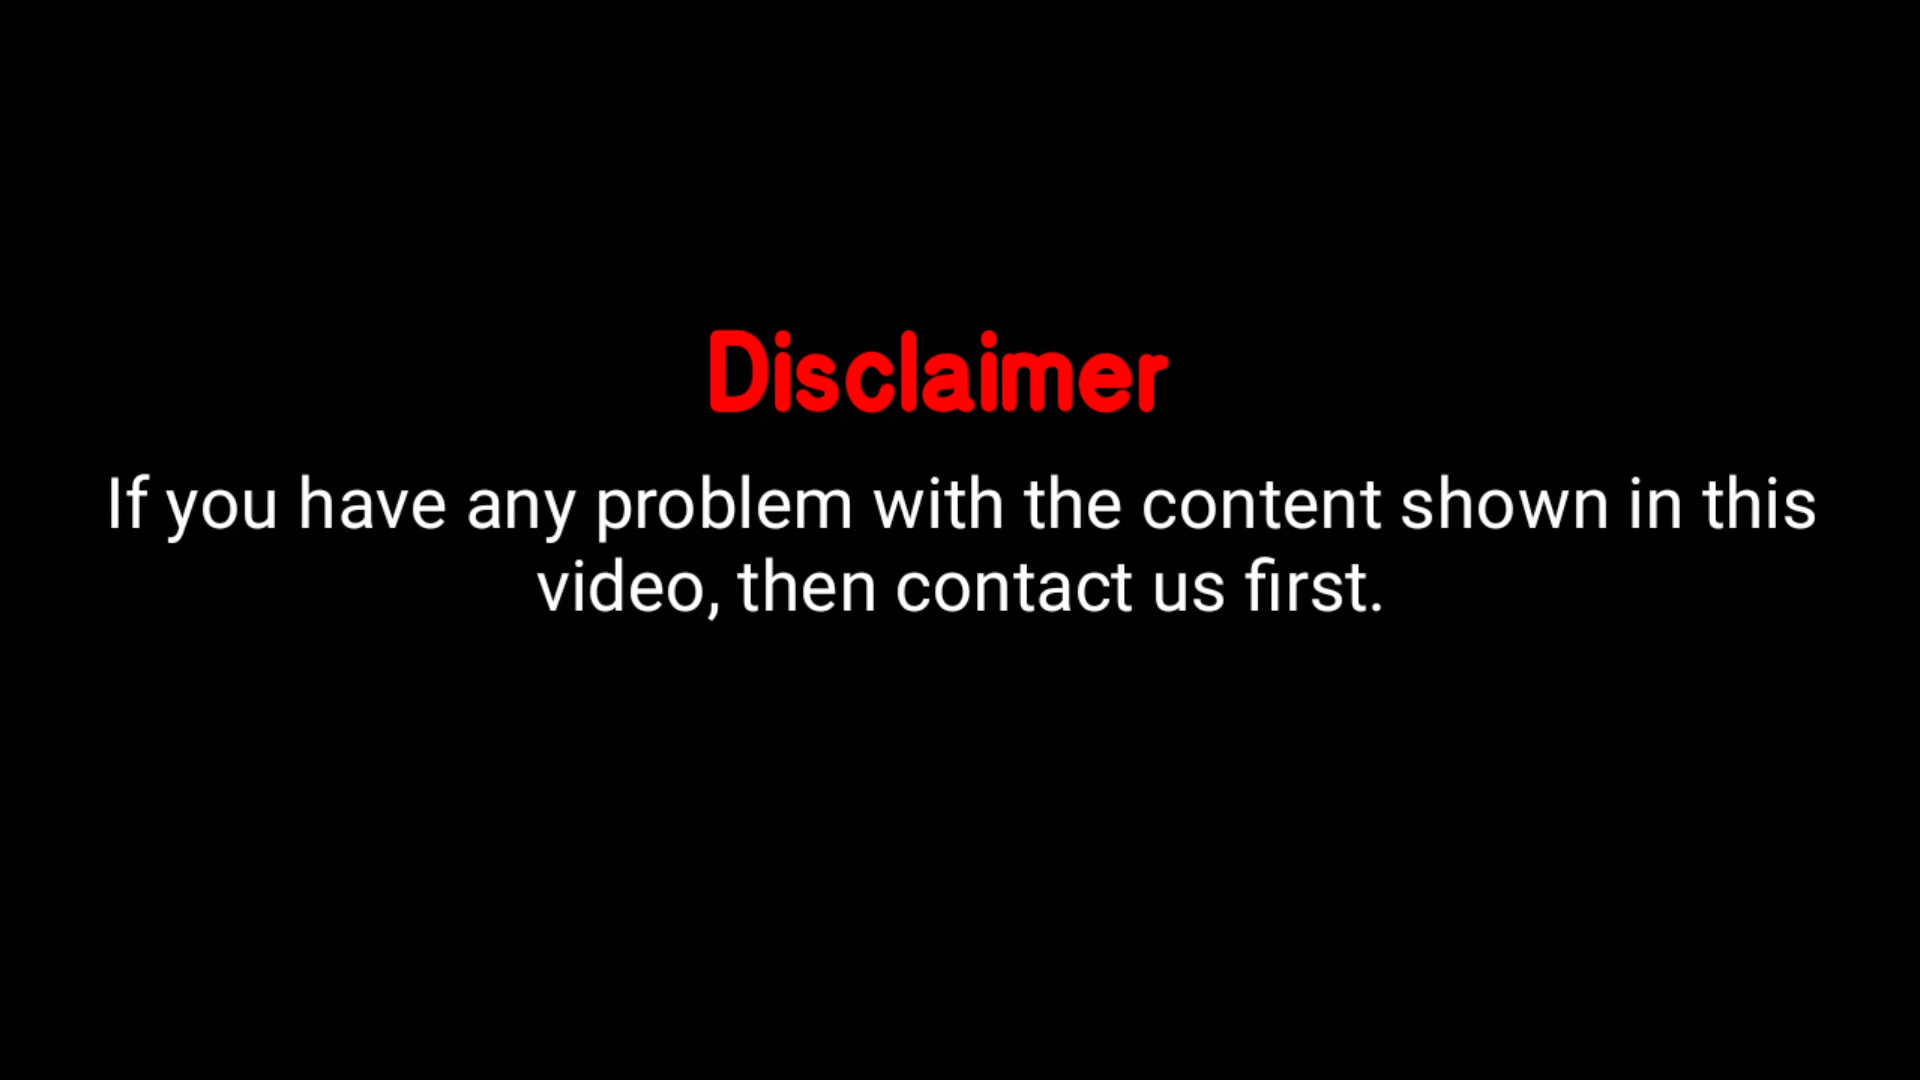 Disclaimer
If you have any problem with the content shown in this
video, then contact us first.